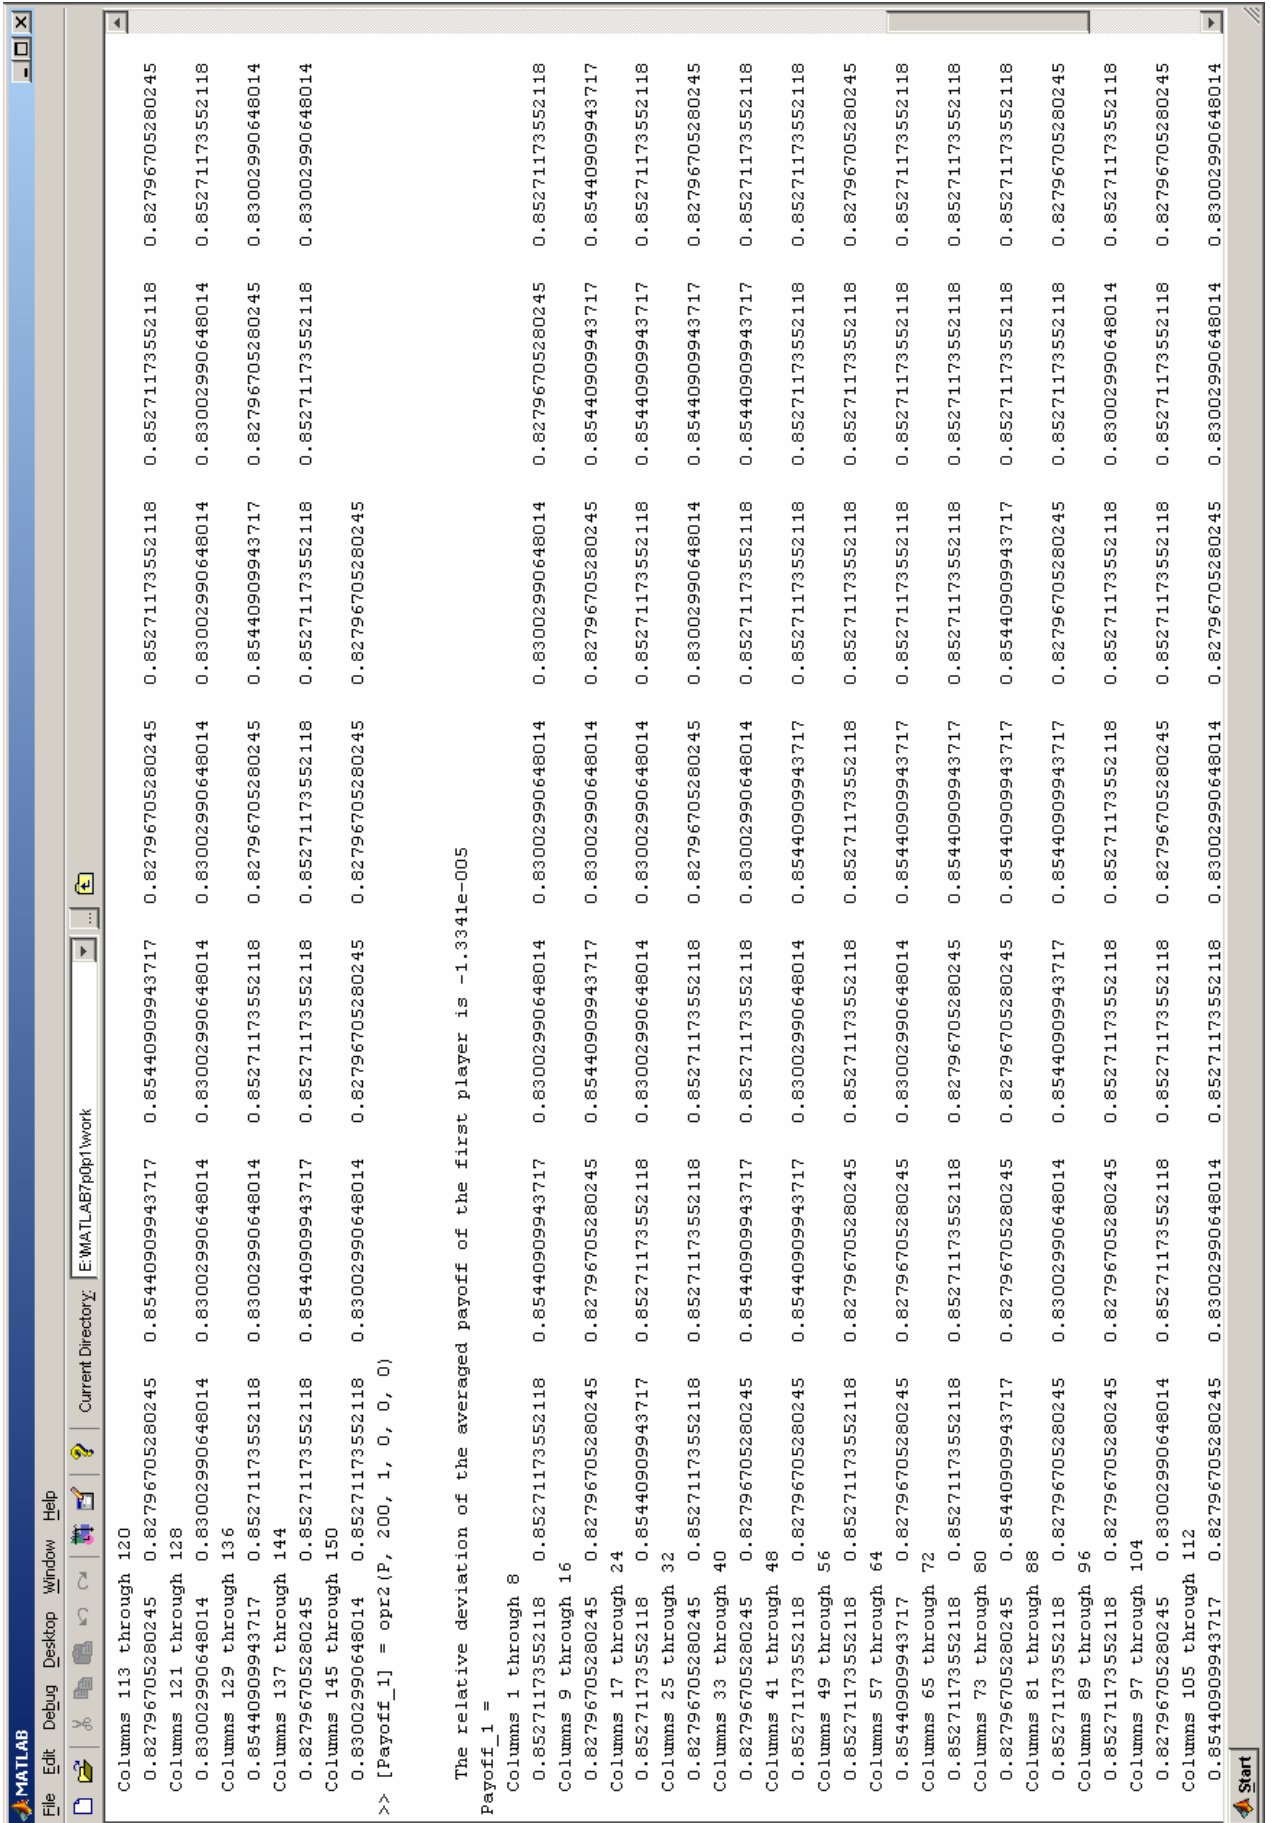 MATLAB
File Edit Debug Desktop Window Help
Current Directory: E:\MATLAB7p0p1\work ...
Columns 113 through 120
0.82796705280245 0.82796705280245 0.85440909943717 0.85440909943717 0.82796705280245 0.85271173552118 0.85271173552118 0.82796705280245
Columns 121 through 128
0.83002990648014 0.83002990648014 0.83002990648014 0.83002990648014 0.83002990648014 0.83002990648014 0.83002990648014 0.85271173552118
Columns 129 through 136
0.85440909943717 0.85271173552118 0.83002990648014 0.85271173552118 0.82796705280245 0.85440909943717 0.82796705280245 0.83002990648014
Columns 137 through 144
0.82796705280245 0.85271173552118 0.85440909943717 0.85271173552118 0.85271173552118 0.85271173552118 0.85271173552118 0.83002990648014
Columns 145 through 150
0.83002990648014 0.85271173552118 0.83002990648014 0.82796705280245 0.82796705280245 0.82796705280245
>> [Payoff_1] = opr2(P, 200, 1, 0, 0, 0)
The relative deviation of the averaged payoff of the first player is -1.3341e-005
Payoff_1 =
Columns 1 through 8
0.85271173552118 0.85271173552118 0.85440909943717 0.83002990648014 0.83002990648014 0.83002990648014 0.82796705280245 0.85271173552118
Columns 9 through 16
0.82796705280245 0.82796705280245 0.82796705280245 0.85440909943717 0.83002990648014 0.82796705280245 0.85440909943717 0.85440909943717
Columns 17 through 24
0.85271173552118 0.85440909943717 0.85271173552118 0.83002990648014 0.83002990648014 0.85271173552118 0.85440909943717 0.85271173552118
Columns 25 through 32
0.82796705280245 0.85271173552118 0.85271173552118 0.85271173552118 0.82796705280245 0.83002990648014 0.85440909943717 0.82796705280245
Columns 33 through 40
0.82796705280245 0.82796705280245 0.85440909943717 0.85271173552118 0.83002990648014 0.85271173552118 0.85440909943717 0.85271173552118
Columns 41 through 48
0.85271173552118 0.82796705280245 0.85440909943717 0.83002990648014 0.85440909943717 0.85271173552118 0.85271173552118 0.85271173552118
Columns 49 through 56
0.85271173552118 0.85271173552118 0.82796705280245 0.85271173552118 0.85271173552118 0.85271173552118 0.85271173552118 0.82796705280245
Columns 57 through 64
0.85440909943717 0.82796705280245 0.82796705280245 0.83002990648014 0.85440909943717 0.85271173552118 0.85271173552118 0.85271173552118
Columns 65 through 72
0.85271173552118 0.85271173552118 0.85271173552118 0.82796705280245 0.85440909943717 0.85271173552118 0.85271173552118 0.85271173552118
Columns 73 through 80
0.82796705280245 0.85440909943717 0.82796705280245 0.82796705280245 0.85440909943717 0.85440909943717 0.85271173552118 0.85271173552118
Columns 81 through 88
0.85271173552118 0.82796705280245 0.83002990648014 0.85440909943717 0.85440909943717 0.82796705280245 0.85271173552118 0.82796705280245
Columns 89 through 96
0.85271173552118 0.82796705280245 0.82796705280245 0.85271173552118 0.85271173552118 0.85271173552118 0.83002990648014 0.85271173552118
Columns 97 through 104
0.82796705280245 0.83002990648014 0.85271173552118 0.85271173552118 0.82796705280245 0.85271173552118 0.85271173552118 0.82796705280245
Columns 105 through 112
0.85440909943717 0.82796705280245 0.83002990648014 0.85271173552118 0.83002990648014 0.82796705280245 0.83002990648014 0.83002990648014
Start